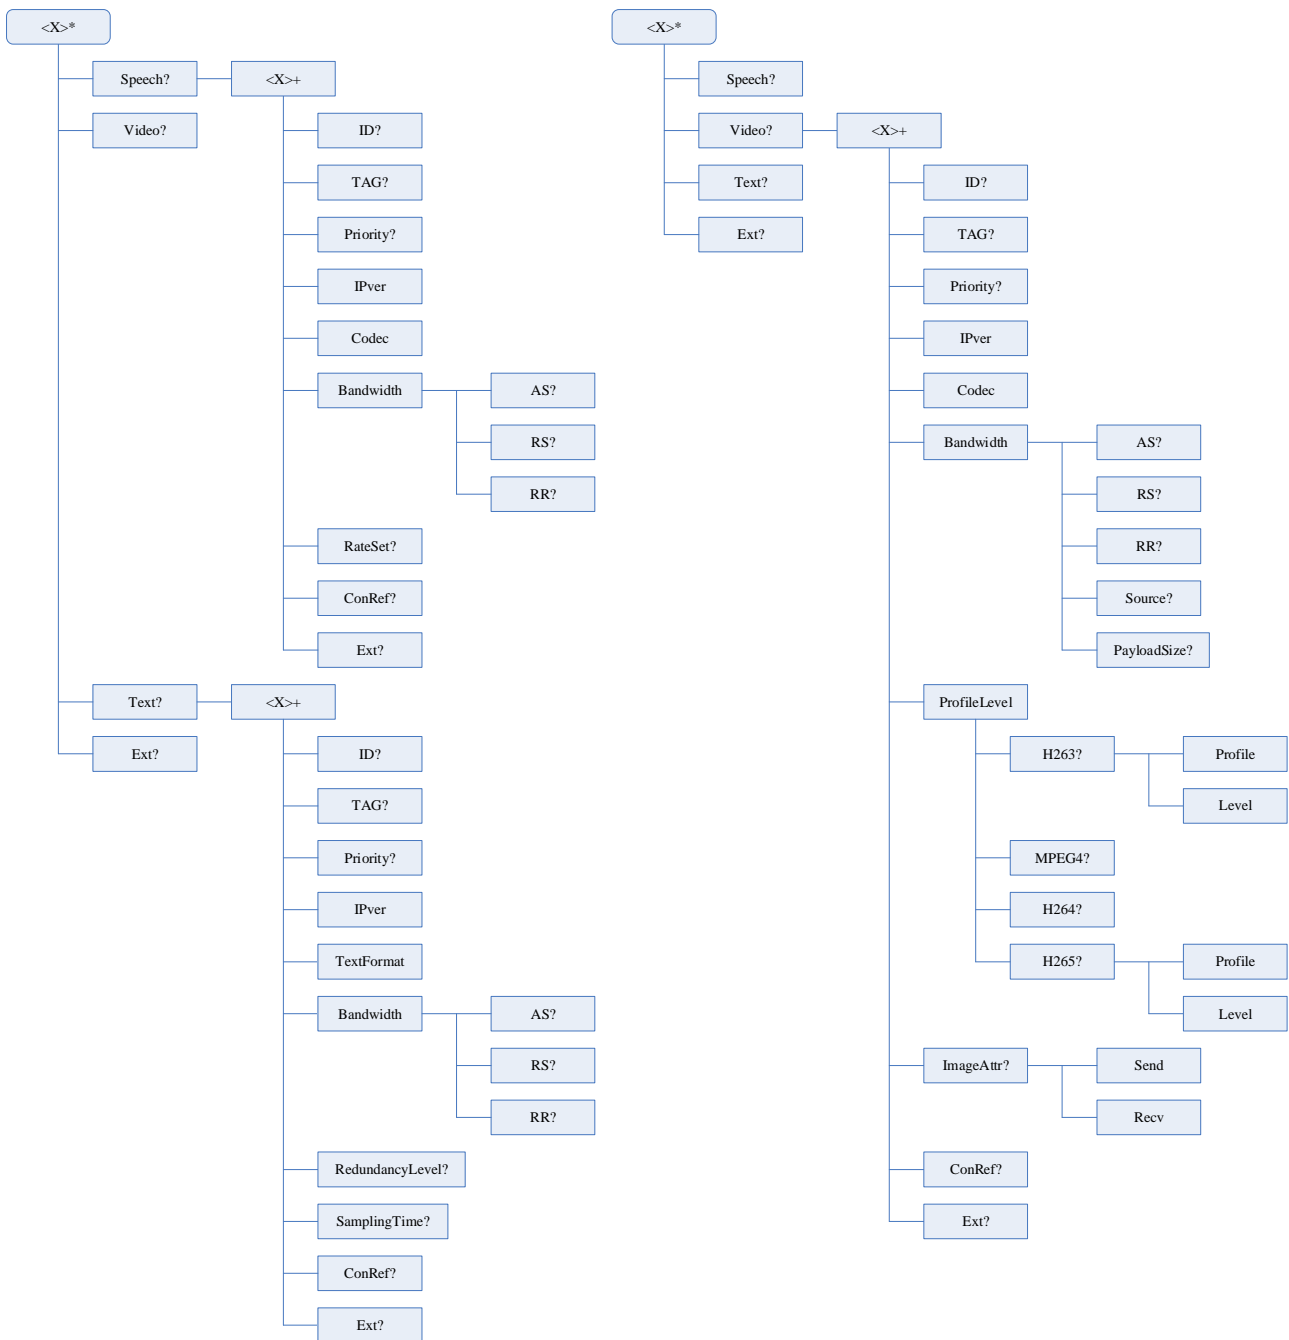 <X>*
Speech?
<X>+
Video?
ID?
TAG?
Priority?
IPver
Codec
Bandwidth
AS?
RS?
RR?
RateSet?
ConRef?
Ext?
Text?
<X>+
Ext?
ID?
TAG?
Priority?
IPver
TextFormat
Bandwidth
AS?
RS?
RR?
RedundancyLevel?
SamplingTime?
ConRef?
Ext?
<X>*
Speech?
Video?
<X>+
Text?
Ext?
ID?
TAG?
Priority?
IPver
Codec
Bandwidth
AS?
RS?
RR?
Source?
PayloadSize?
ProfileLevel
H263?
Profile
Level
MPEG4?
H264?
H265?
Profile
Level
ImageAttr?
Send
Recv
ConRef?
Ext?